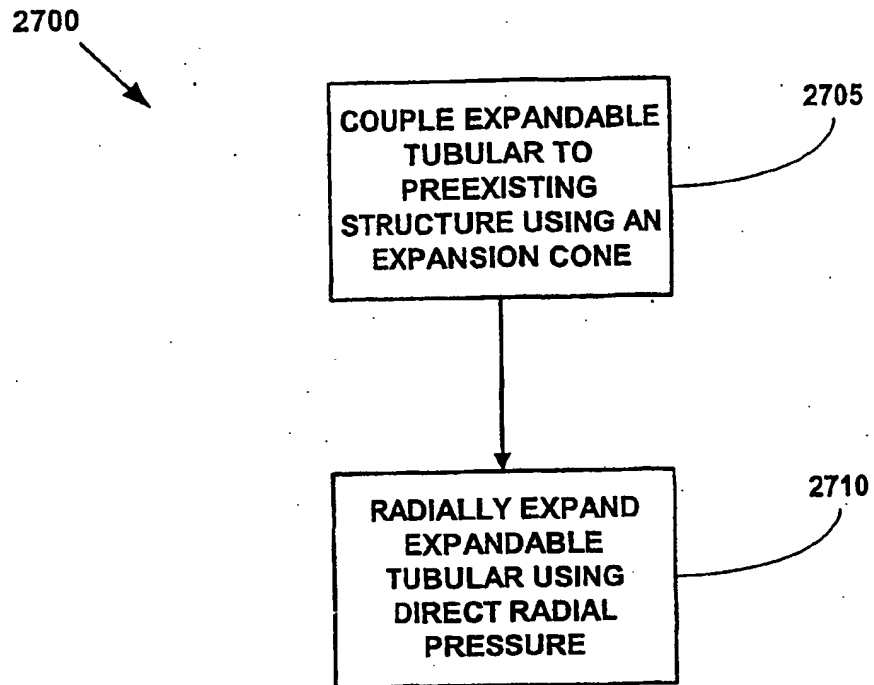 2700
2705
COUPLE EXPANDABLE
TUBULAR TO
PREEXISTING
STRUCTURE USING AN
EXPANSION CONE
2710
RADIALLY EXPAND
EXPANDABLE
TUBULAR USING
DIRECT RADIAL
PRESSURE